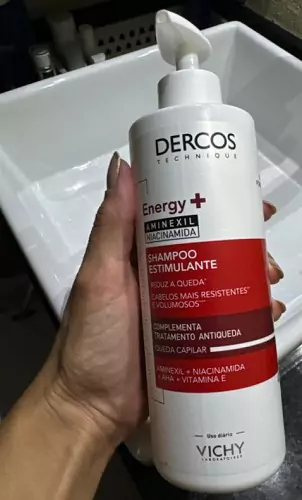 DERCOS
TECHNIQUE
Energy+
AMINEXIL
NIACINAMIDA
SHAMPOO
ESTIMULANTE
REDUZ A QUEDA*
CABELOS MAIS RESISTENTES**
E VOLUMOSOS***
COMPLEMENTA
TRATAMENTO ANTIQUEDA
QUEDA CAPILAR
AMINEXIL + NIACINAMIDA
+ AHA + VITAMINA E
Uso diário
VICHY
LABORATOIRES